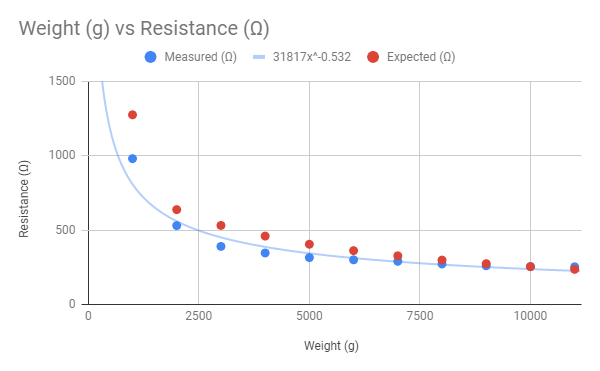 Weight (g) vs Resistance (Ω)
Measured (Ω) 31817x^-0.532 Expected (Ω)
1500
1000
500
0
Resistance (Ω)
0 2500 5000 7500 10000
Weight (g)